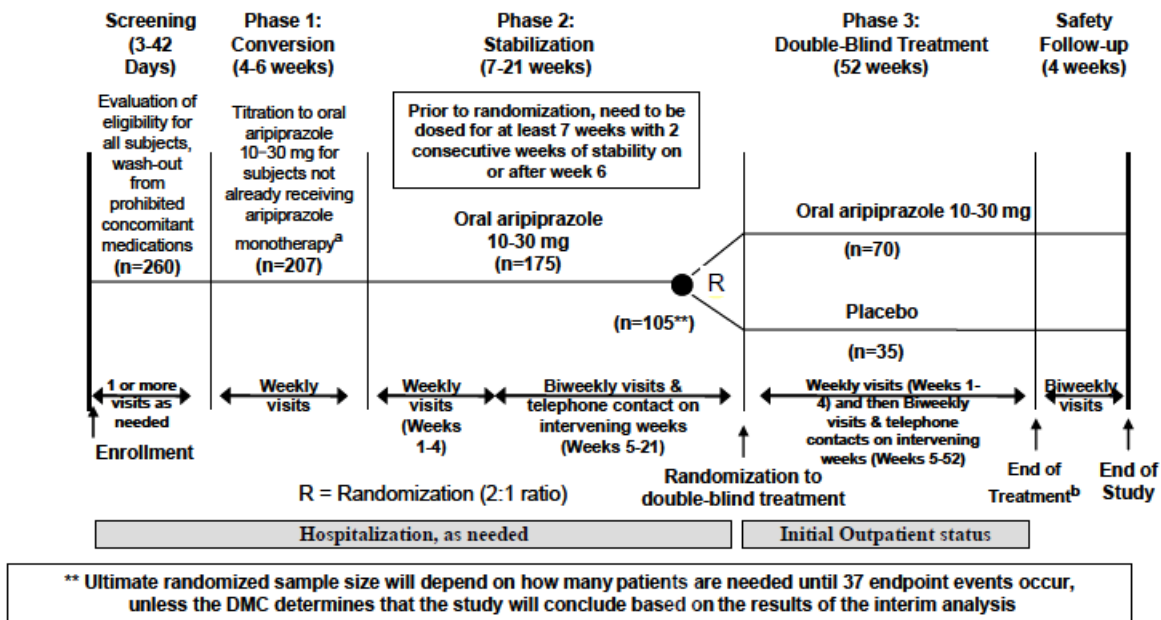 Screening
(3-42
Days)
Phase 1:
Conversion
(4-6 weeks)
Phase 2:
Stabilization
(7-21 weeks)
Phase 3:
Double-Blind Treatment
(52 weeks)
Safety
Follow-up
(4 weeks)
Evaluation of
eligibility for
all subjects,
wash-out
from
prohibited
concomitant
medications
(n=260)
Titration to oral
aripiprazole
10-30 mg for
subjects not
already receiving
aripiprazole
monotherapyᵃ
(n=207)
Prior to randomization, need to be
dosed for at least 7 weeks with 2
consecutive weeks of stability on
or after week 6
Oral aripiprazole
10-30 mg
(n=175)
R
(n=105**)
Oral aripiprazole 10-30 mg
(n=70)
Placebo
(n=35)
1 or more
visits as
needed
Weekly
visits
Weekly
visits
(Weeks
1-4)
Biweekly visits &
telephone contact on
intervening weeks
(Weeks 5-21)
Weekly visits (Weeks 1-
4) and then Biweekly
visits & telephone
contacts on intervening
weeks (Weeks 5-52)
Biweekly
visits
Enrollment
Randomization to
double-blind treatment
End of
Treatmentᵇ
End of
Study
R = Randomization (2:1 ratio)
Hospitalization, as needed
Initial Outpatient status
** Ultimate randomized sample size will depend on how many patients are needed until 37 endpoint events occur,
unless the DMC determines that the study will conclude based on the results of the interim analysis